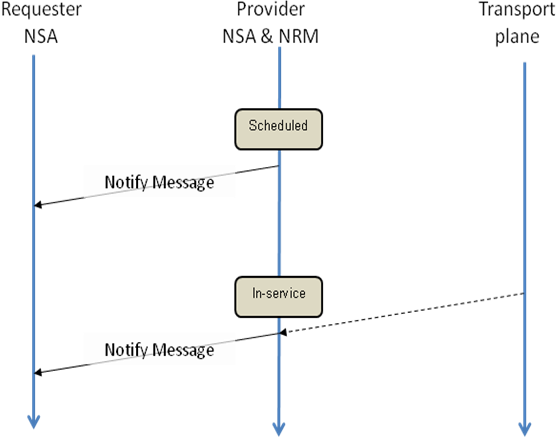 Requester
NSA
Provider
NSA & NRM
Transport
plane
Scheduled
Notify Message
In-service
Notify Message